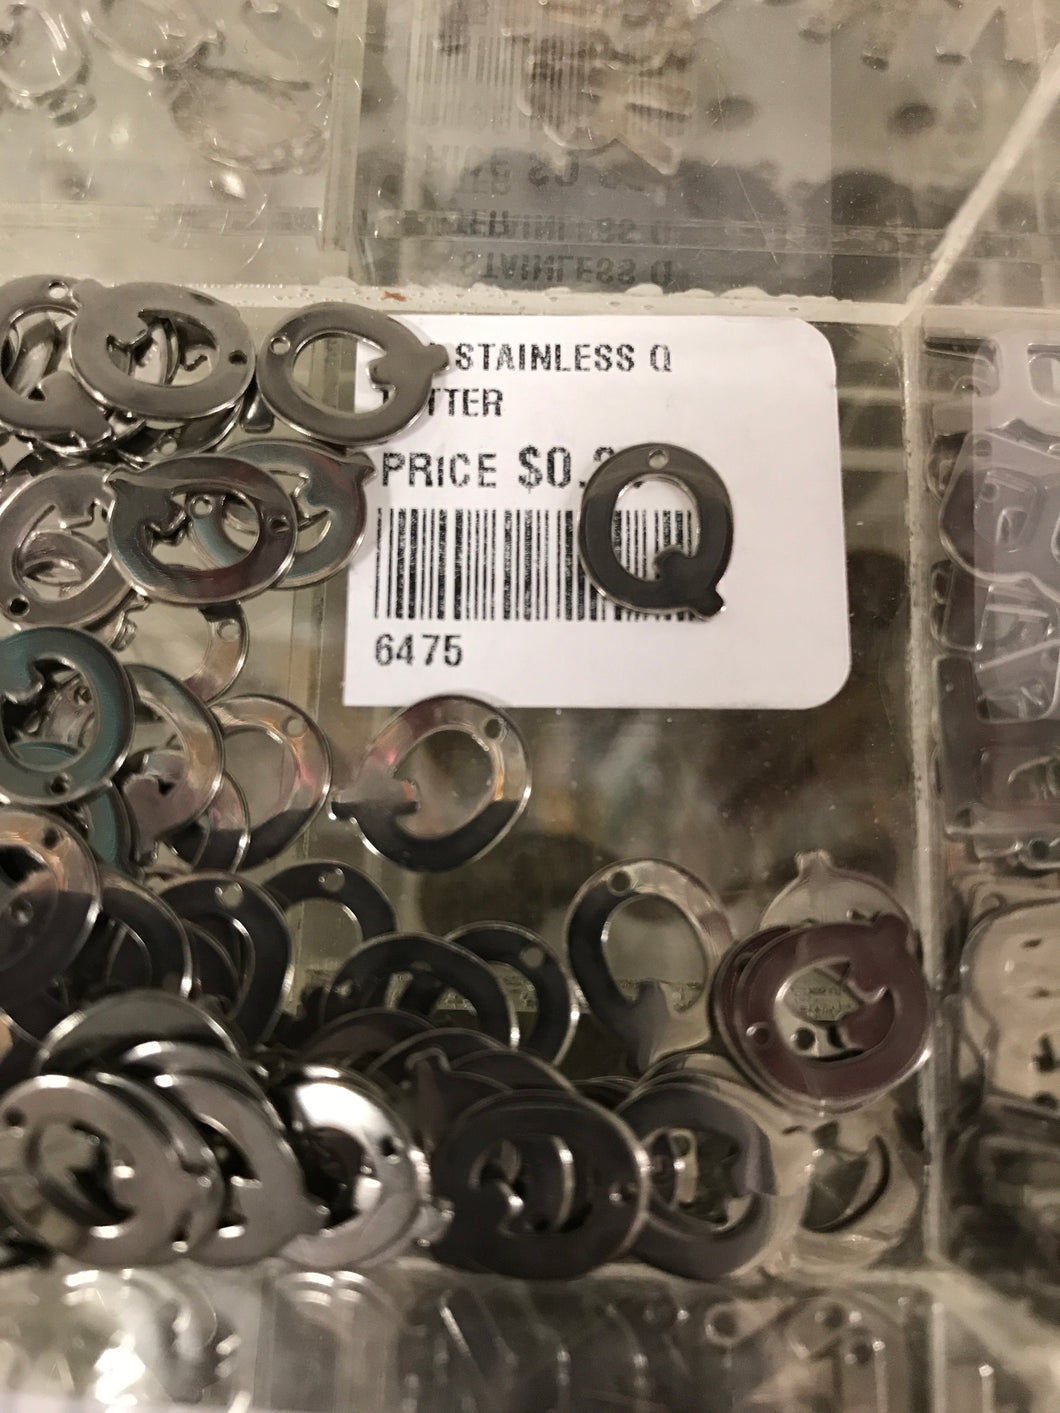 STAINLESS Q
PRICE $0.
6475
Q